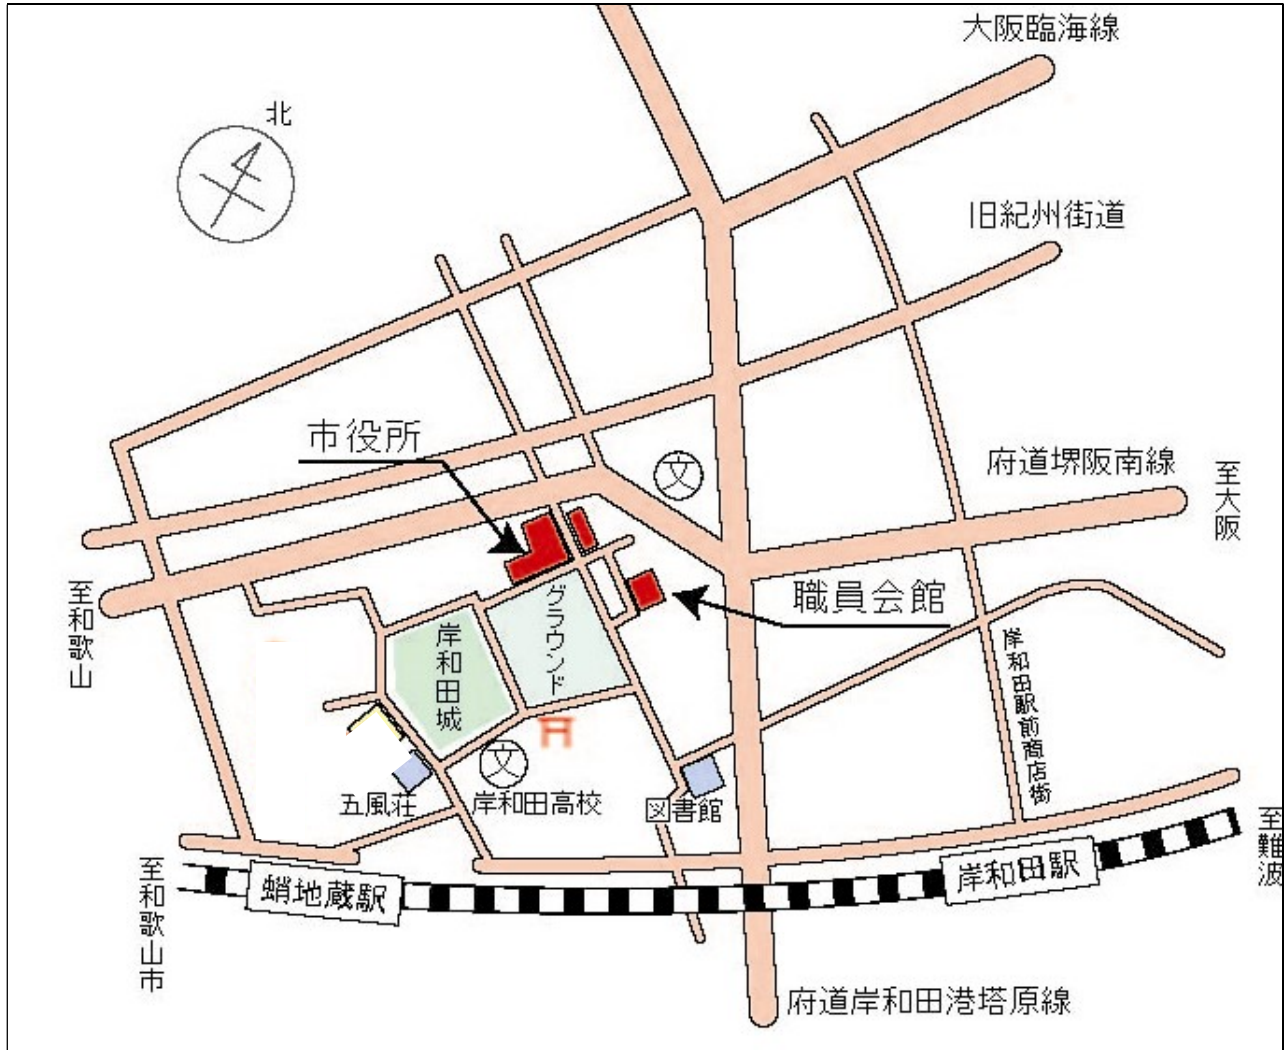 大阪臨海線
北
旧紀州街道
市役所
文
府道堺阪南線
至大阪
至和歌山
グラウンド
職員会館
岸和田城
岸和田駅前商店街
文
五風荘
岸和田高校
図書館
至難波
至和歌山市
蛸地蔵駅
岸和田駅
府道岸和田港塔原線